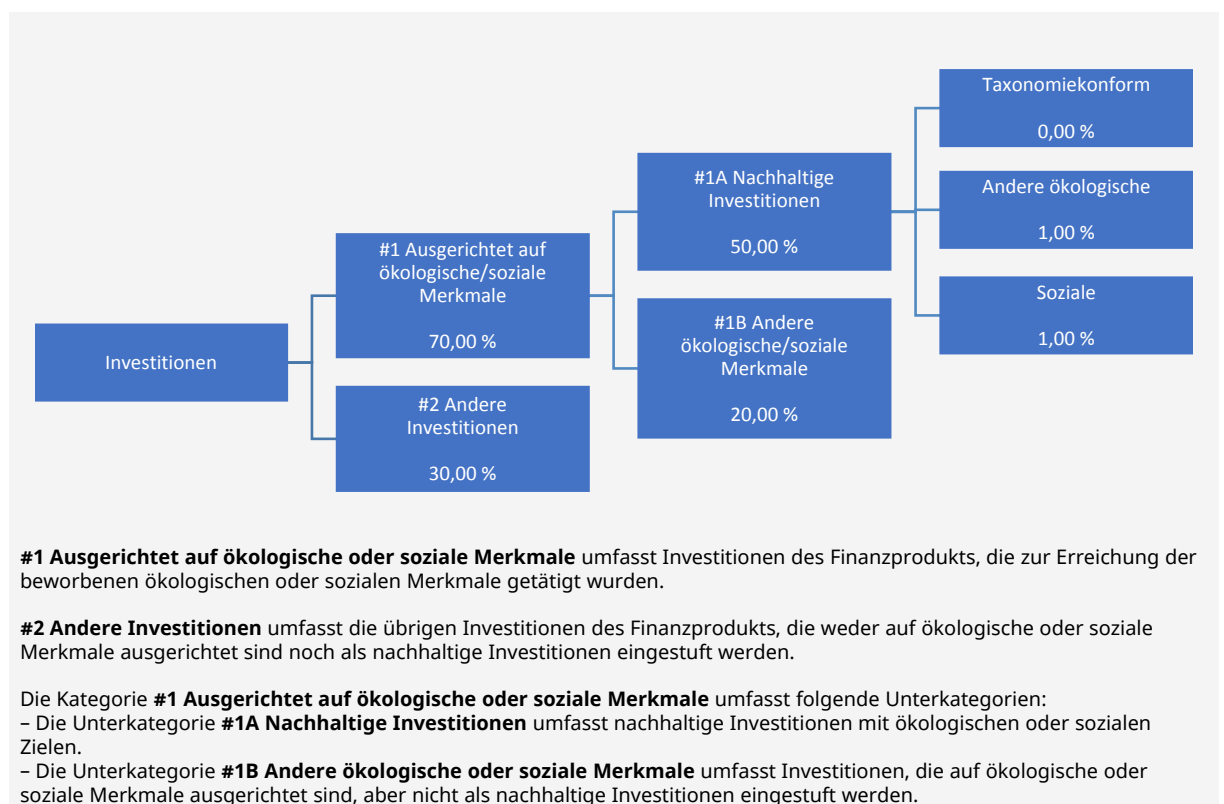 Taxonomiekonform
0,00 %
#1A Nachhaltige
Investitionen
50,00 %
Andere ökologische
1,00 %
#1 Ausgerichtet auf
ökologische/soziale
Merkmale
70,00 %
Soziale
1,00 %
#1B Andere
ökologische/soziale
Merkmale
20,00 %
Investitionen
#2 Andere
Investitionen
30,00 %
#1 Ausgerichtet auf ökologische oder soziale Merkmale umfasst Investitionen des Finanzprodukts, die zur Erreichung der
beworbenen ökologischen oder sozialen Merkmale getätigt wurden.
#2 Andere Investitionen umfasst die übrigen Investitionen des Finanzprodukts, die weder auf ökologische oder soziale
Merkmale ausgerichtet sind noch als nachhaltige Investitionen eingestuft werden.
Die Kategorie #1 Ausgerichtet auf ökologische oder soziale Merkmale umfasst folgende Unterkategorien:
– Die Unterkategorie #1A Nachhaltige Investitionen umfasst nachhaltige Investitionen mit ökologischen oder sozialen
Zielen.
– Die Unterkategorie #1B Andere ökologische oder soziale Merkmale umfasst Investitionen, die auf ökologische oder
soziale Merkmale ausgerichtet sind, aber nicht als nachhaltige Investitionen eingestuft werden.